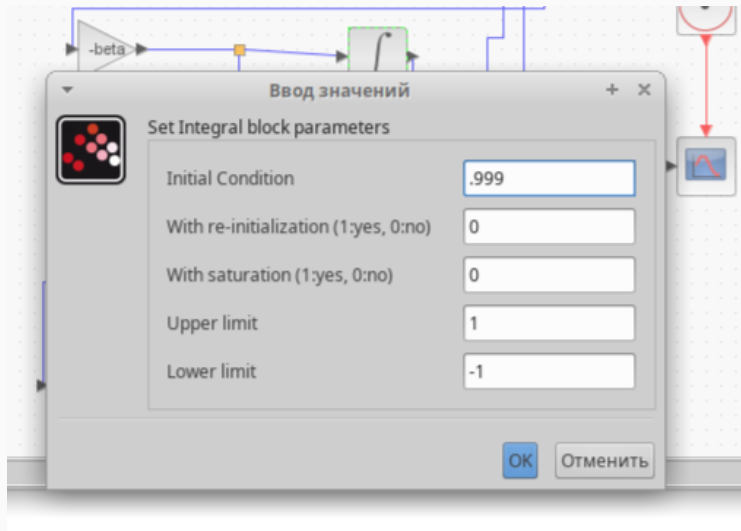 -beta
Ввод значений
Set Integral block parameters
Initial Condition .999
With re-initialization (1:yes, 0:no) 0
With saturation (1:yes, 0:no) 0
Upper limit 1
Lower limit -1
OK Отменить